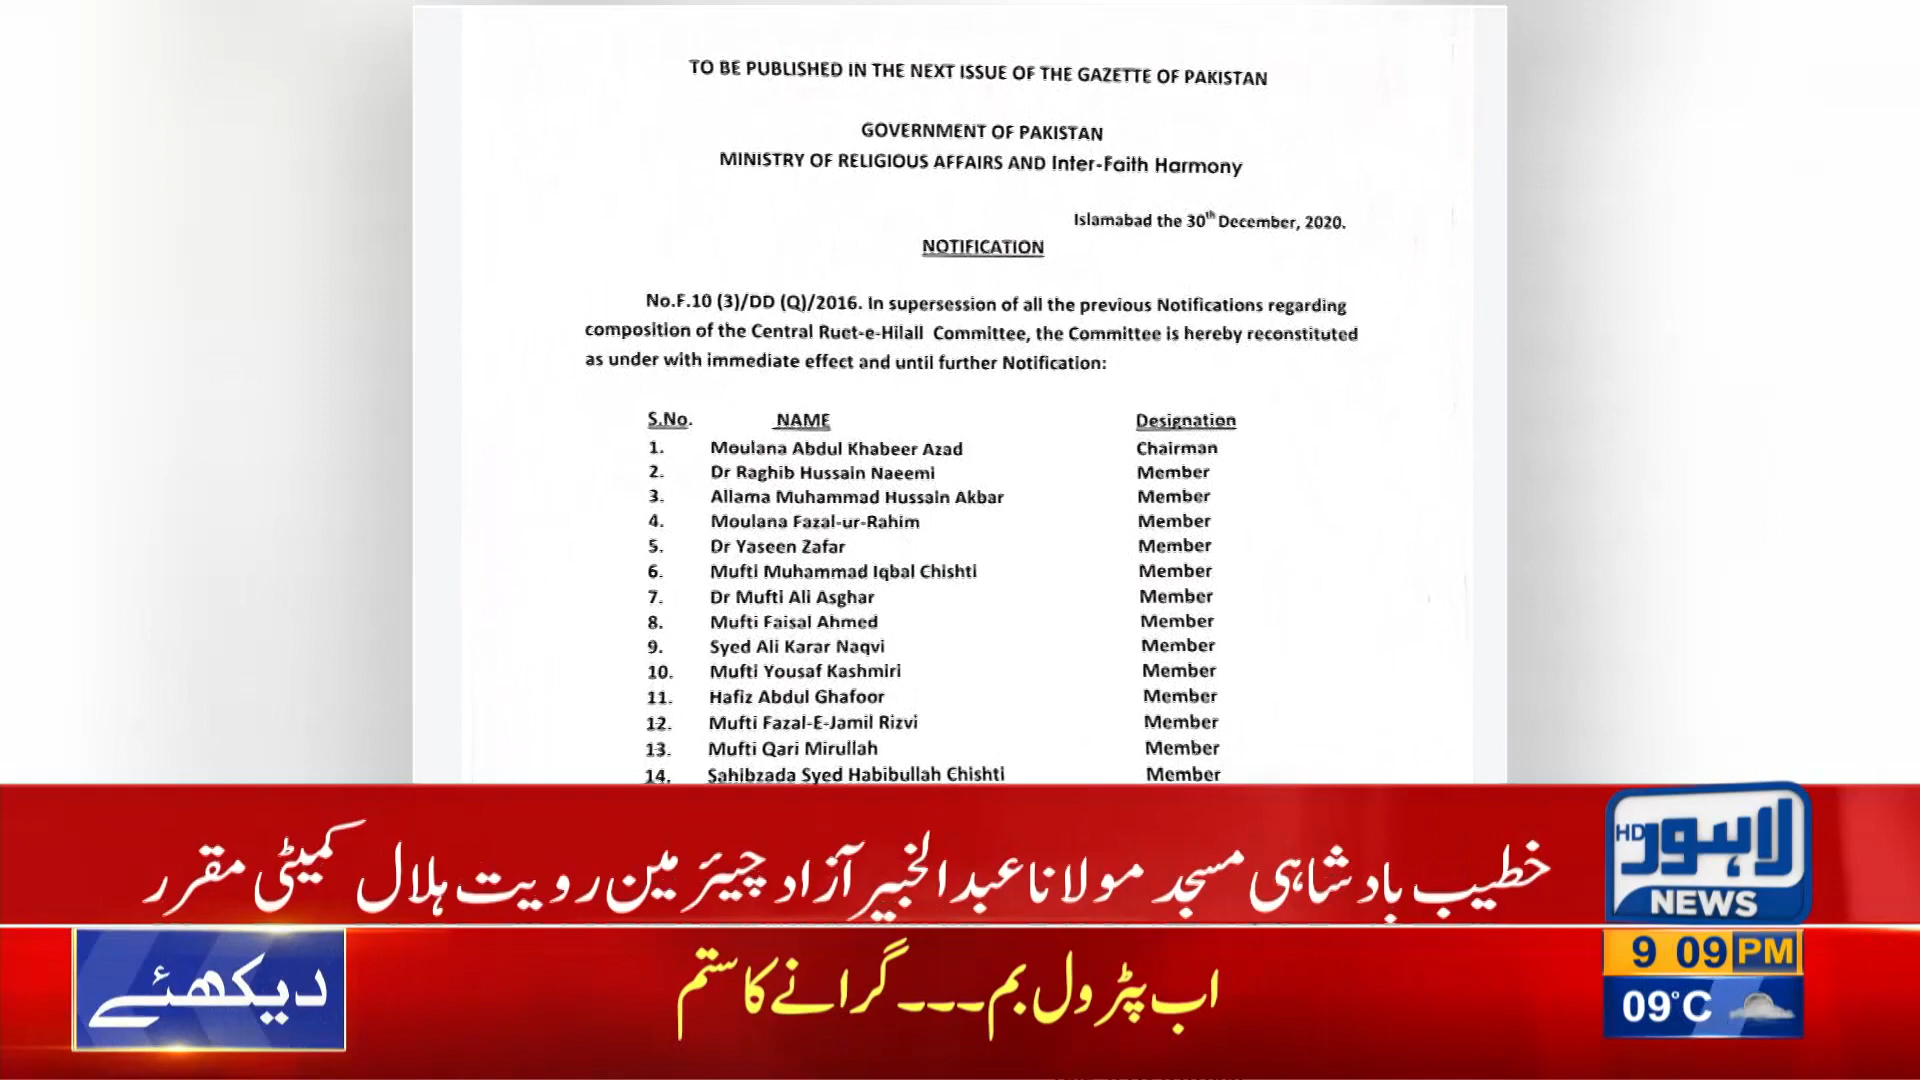 TO BE PUBLISHED IN THE NEXT ISSUE OF THE GAZETTE OF PAKISTAN
GOVERNMENT OF PAKISTAN
MINISTRY OF RELIGIOUS AFFAIRS AND Inter-Faith Harmony
Islamabad the 30th December, 2020.
NOTIFICATION
No.F.10 (3)/DD (Q)/2016. In supersession of all the previous Notifications regarding
composition of the Central Ruet-e-Hilall Committee, the Committee is hereby reconstituted
as under with immediate effect and until further Notification:
S.No. NAME Designation
1. Moulana Abdul Khabeer Azad Chairman
2. Dr Raghib Hussain Naeemi Member
3. Allama Muhammad Hussain Akbar Member
4. Moulana Fazal-ur-Rahim Member
5. Dr Yaseen Zafar Member
6. Mufti Muhammad Iqbal Chishti Member
7. Dr Mufti Ali Asghar Member
8. Mufti Faisal Ahmed Member
9. Syed Ali Karar Naqvi Member
10. Mufti Yousaf Kashmiri Member
11. Hafiz Abdul Ghafoor Member
12. Mufti Fazal-E-Jamil Rizvi Member
13. Mufti Qari Mirullah Member
14. Sahibzada Syed Habibullah Chishti Member
خطیب بادشاہی مسجد مولانا عبدالخبیر آزاد چیئرمین رویت ہلال کمیٹی مقرر
لاہور HD
NEWS
اب پٹرول بم۔۔۔گرانے کا ستم
دیکھئے
9 09 PM
09°C